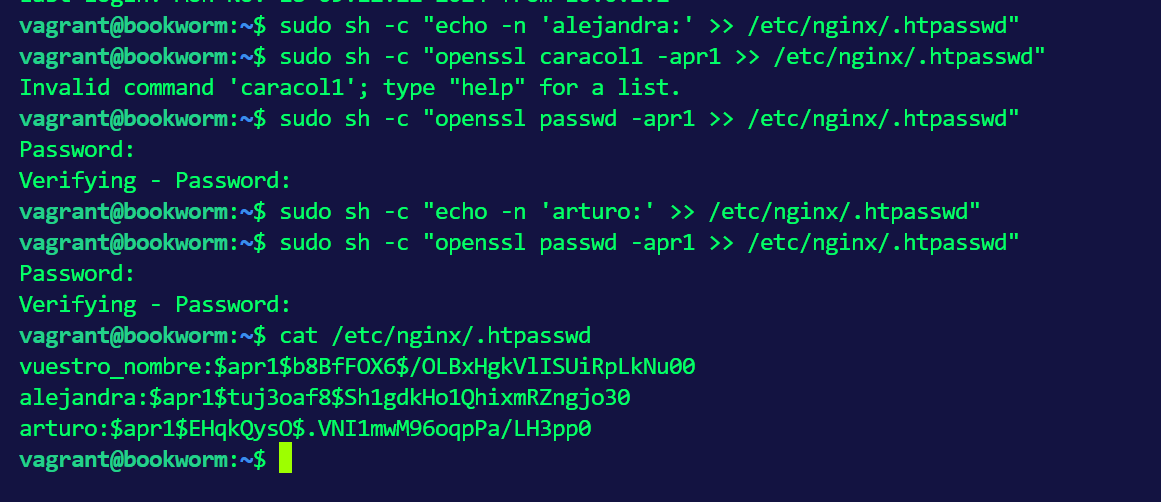 vagrant@bookworm:~$ sudo sh -c "echo -n 'alejandra:' >> /etc/nginx/.htpasswd"
vagrant@bookworm:~$ sudo sh -c "openssl caracol1 -apr1 >> /etc/nginx/.htpasswd"
Invalid command 'caracol1'; type "help" for a list.
vagrant@bookworm:~$ sudo sh -c "openssl passwd -apr1 >> /etc/nginx/.htpasswd"
Password:
Verifying - Password:
vagrant@bookworm:~$ sudo sh -c "echo -n 'arturo:' >> /etc/nginx/.htpasswd"
vagrant@bookworm:~$ sudo sh -c "openssl passwd -apr1 >> /etc/nginx/.htpasswd"
Password:
Verifying - Password:
vagrant@bookworm:~$ cat /etc/nginx/.htpasswd
vuestro_nombre:$apr1$b8BfFOX6$/OLBxHgkVlISUiRpLkNu00
alejandra:$apr1$tuj3oaf8$Sh1gdkHo1QhixmRZngjo30
arturo:$apr1$EHqkQysO$.VNI1mwM96oqpPa/LH3pp0
vagrant@bookworm:~$